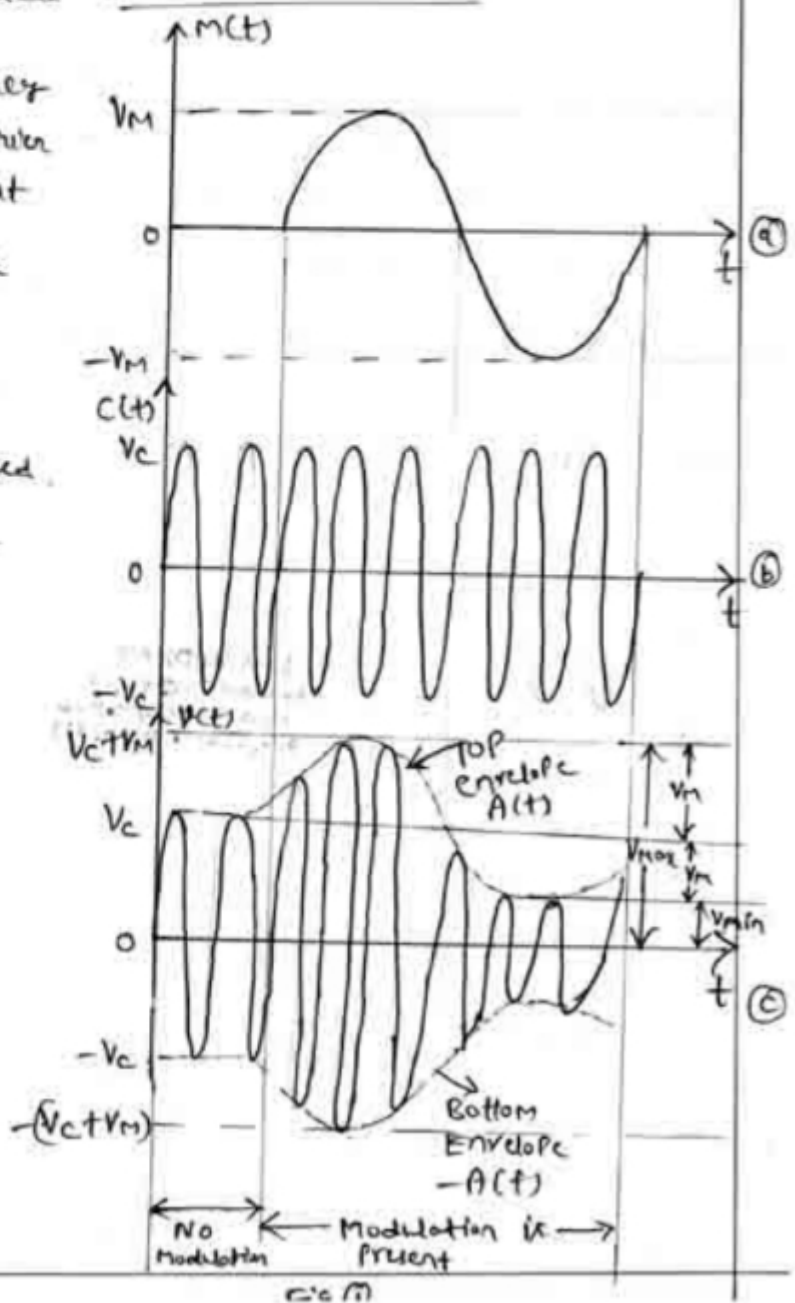 M(t)
VM
0
-VM
t
a
C(t)
Vc
0
-Vc
t
b
V(t)
Vc+VM
Top
Envelope
A(t)
VM
Vc
Vmax
VM
Vmin
0
t
c
-Vc
-(Vc+VM)
Bottom
Envelope
-A(t)
No
Modulation
Modulation is
Present